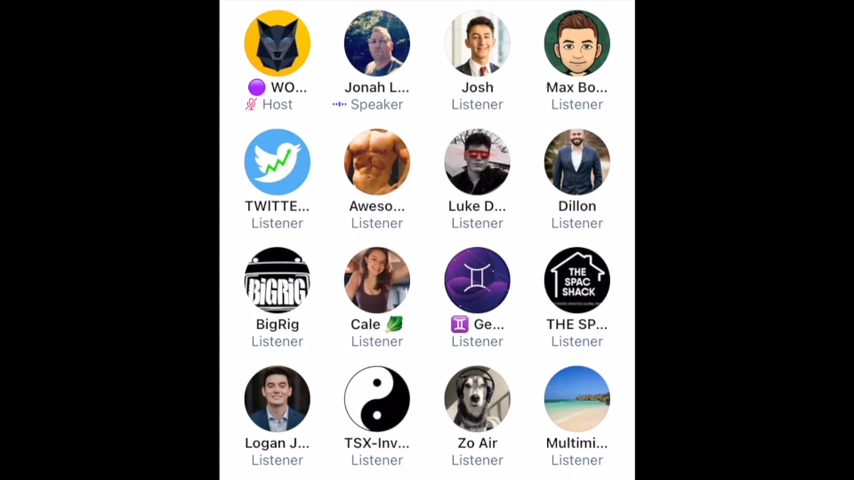 🟣 WO... Jonah L... Josh Max Bo...
Host Speaker Listener Listener
TWITTE... Aweso... Luke D... Dillon
Listener Listener Listener Listener
BiGRiG
THE
SPAC
SHACK
BigRig Cale 🥬 ♊ Ge... THE SP...
Listener Listener Listener Listener
Logan J... TSX-Inv... Zo Air Multimi...
Listener Listener Listener Listener